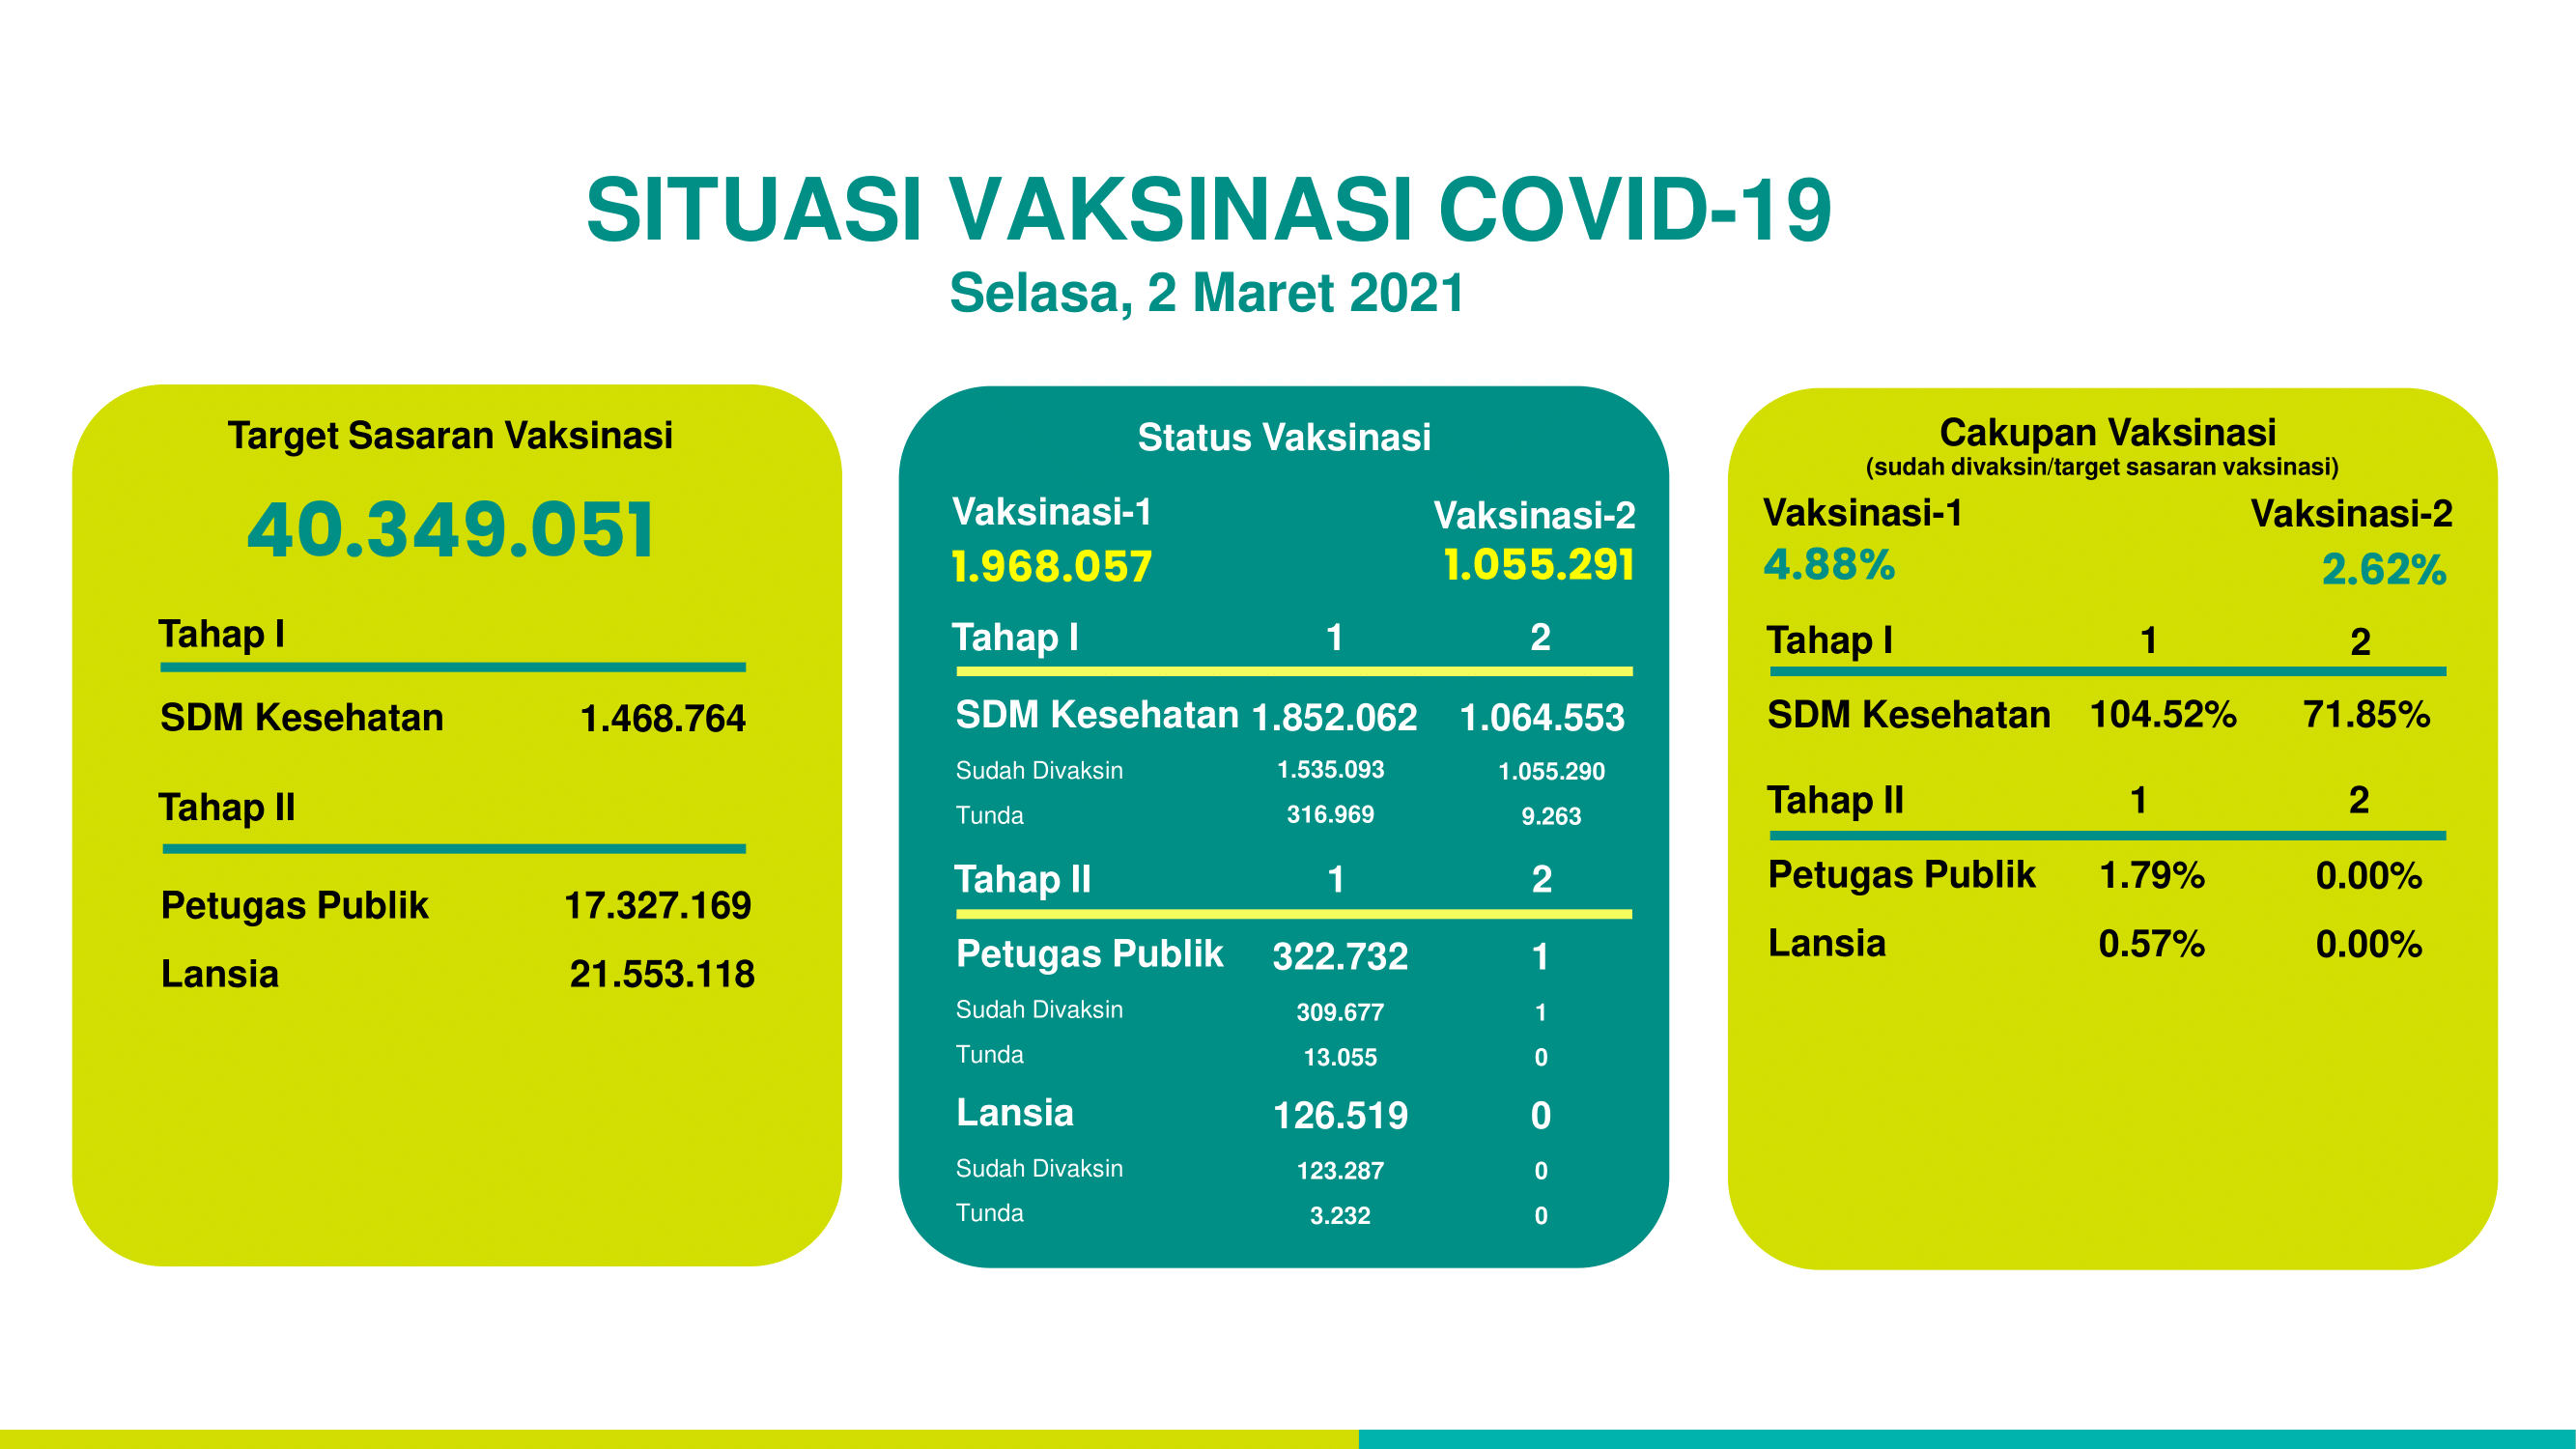 SITUASI VAKSINASI COVID-19
Selasa, 2 Maret 2021
Target Sasaran Vaksinasi
40.349.051
Tahap I
SDM Kesehatan 1.468.764
Tahap II
Petugas Publik 17.327.169
Lansia 21.553.118
Status Vaksinasi
Vaksinasi-1 Vaksinasi-2
1.968.057 1.055.291
Tahap I 1 2
SDM Kesehatan 1.852.062 1.064.553
Sudah Divaksin 1.535.093 1.055.290
Tunda 316.969 9.263
Tahap II 1 2
Petugas Publik 322.732 1
Sudah Divaksin 309.677 1
Tunda 13.055 0
Lansia 126.519 0
Sudah Divaksin 123.287 0
Tunda 3.232 0
Cakupan Vaksinasi
(sudah divaksin/target sasaran vaksinasi)
Vaksinasi-1 Vaksinasi-2
4.88% 2.62%
Tahap I 1 2
SDM Kesehatan 104.52% 71.85%
Tahap II 1 2
Petugas Publik 1.79% 0.00%
Lansia 0.57% 0.00%